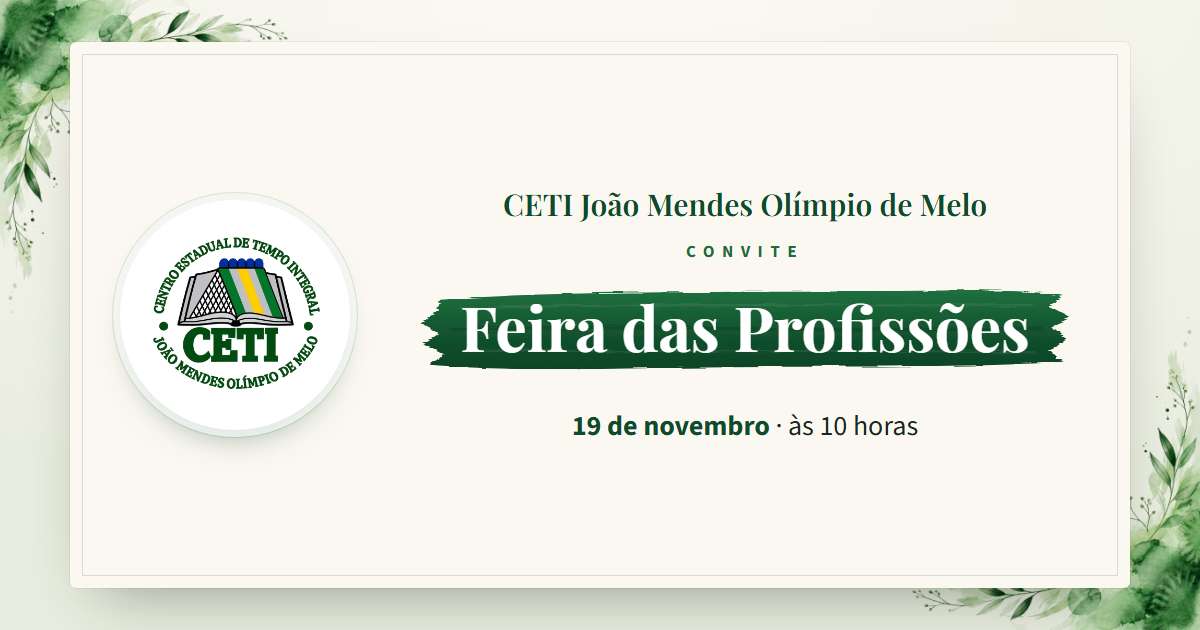 CENTRO ESTADUAL DE TEMPO INTEGRAL
CETI
JOÃO MENDES OLÍMPIO DE MELO
CETI João Mendes Olímpio de Melo
CONVITE
Feira das Profissões
19 de novembro · às 10 horas